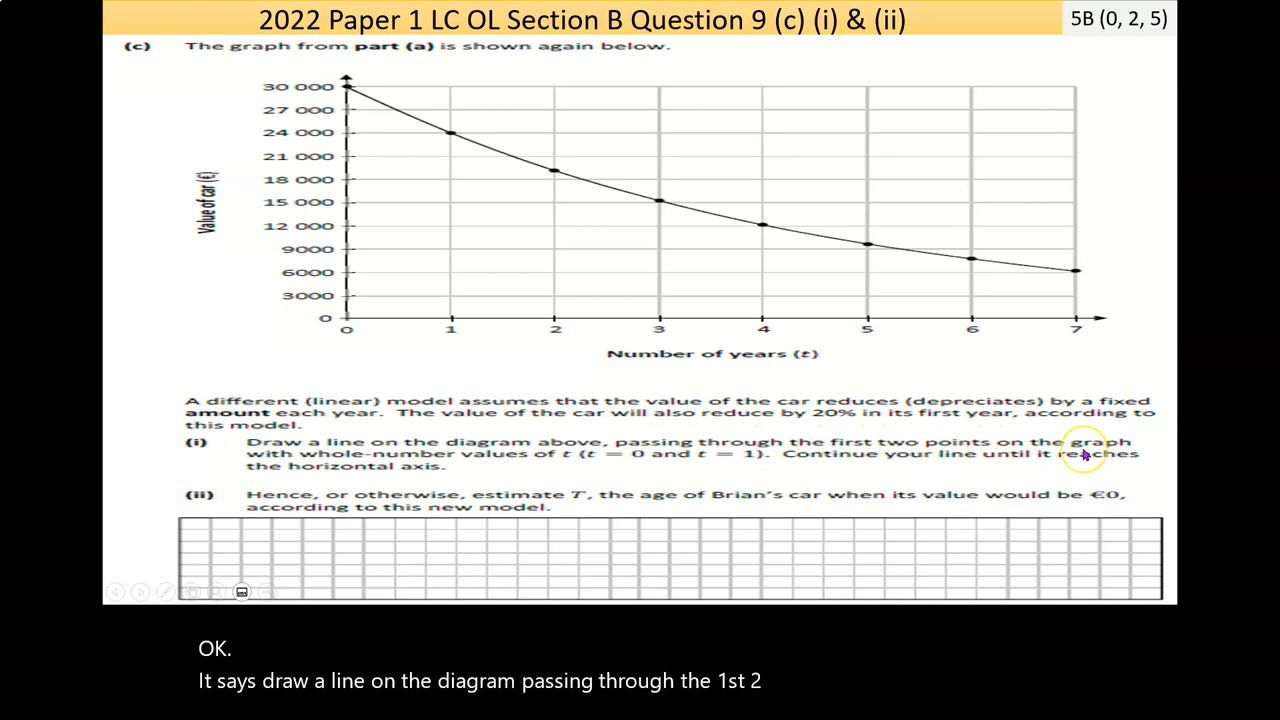 2022 Paper 1 LC OL Section B Question 9 (c) (i) & (ii)
5B (0, 2, 5)
(c) The graph from part (a) is shown again below.
30 000
27 000
24 000
21 000
18 000
15 000
12 000
9000
6000
3000
0
Value of car (€)
0 1 2 3 4 5 6 7
Number of years (t)
A different (linear) model assumes that the value of the car reduces (depreciates) by a fixed
amount each year. The value of the car will also reduce by 20% in its first year, according to
this model.
(i) Draw a line on the diagram above, passing through the first two points on the graph
with whole-number values of t (t = 0 and t = 1). Continue your line until it reaches
the horizontal axis.
(ii) Hence, or otherwise, estimate T, the age of Brian's car when its value would be €0,
according to this new model.
OK.
It says draw a line on the diagram passing through the 1st 2